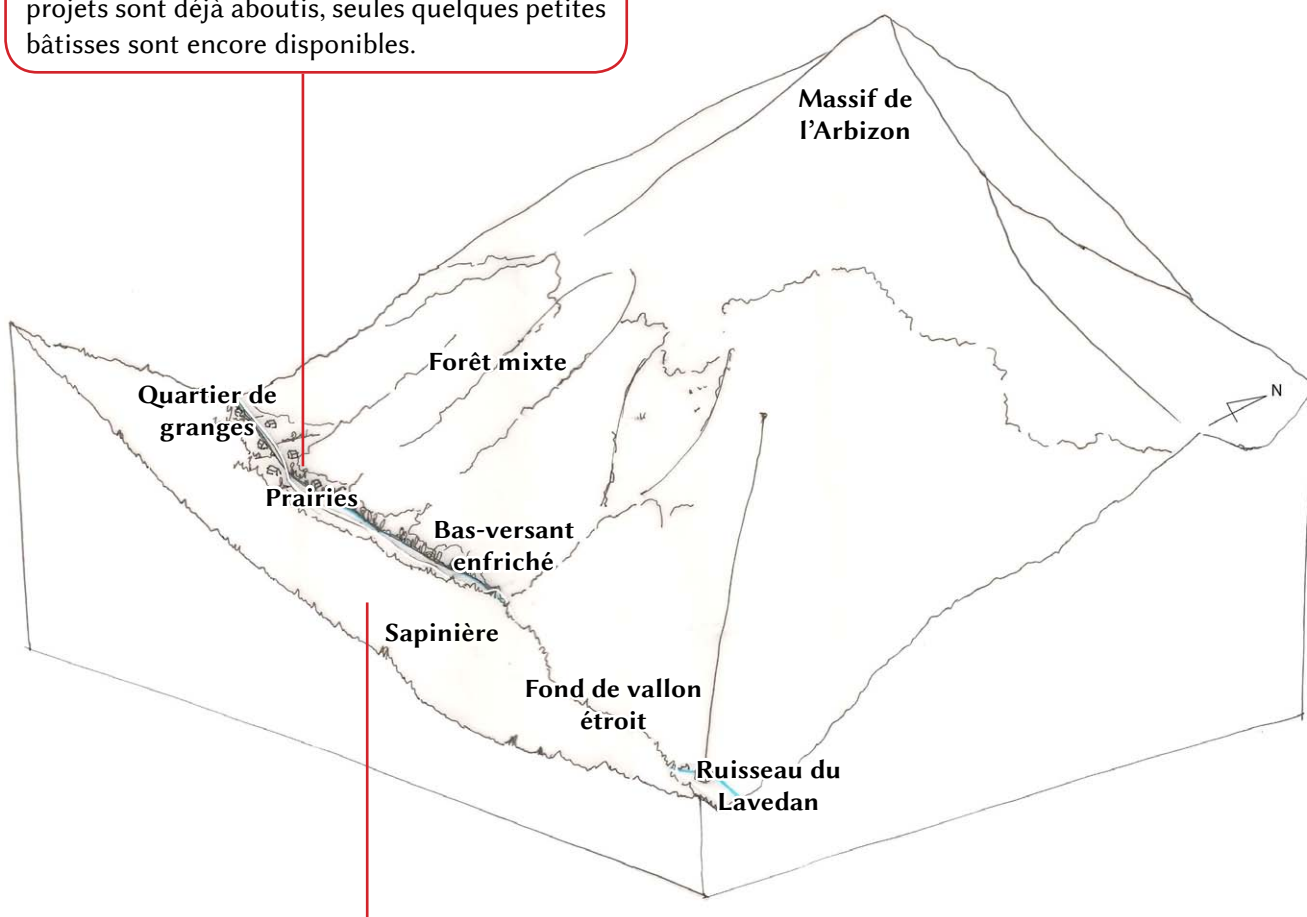 projets sont déjà aboutis, seules quelques petites
bâtisses sont encore disponibles.
Massif de
l’Arbizon
N
Forêt mixte
Quartier de
granges
Prairies
Bas-versant
enfriché
Sapinière
Fond de vallon
étroit
Ruisseau du
Lavedan